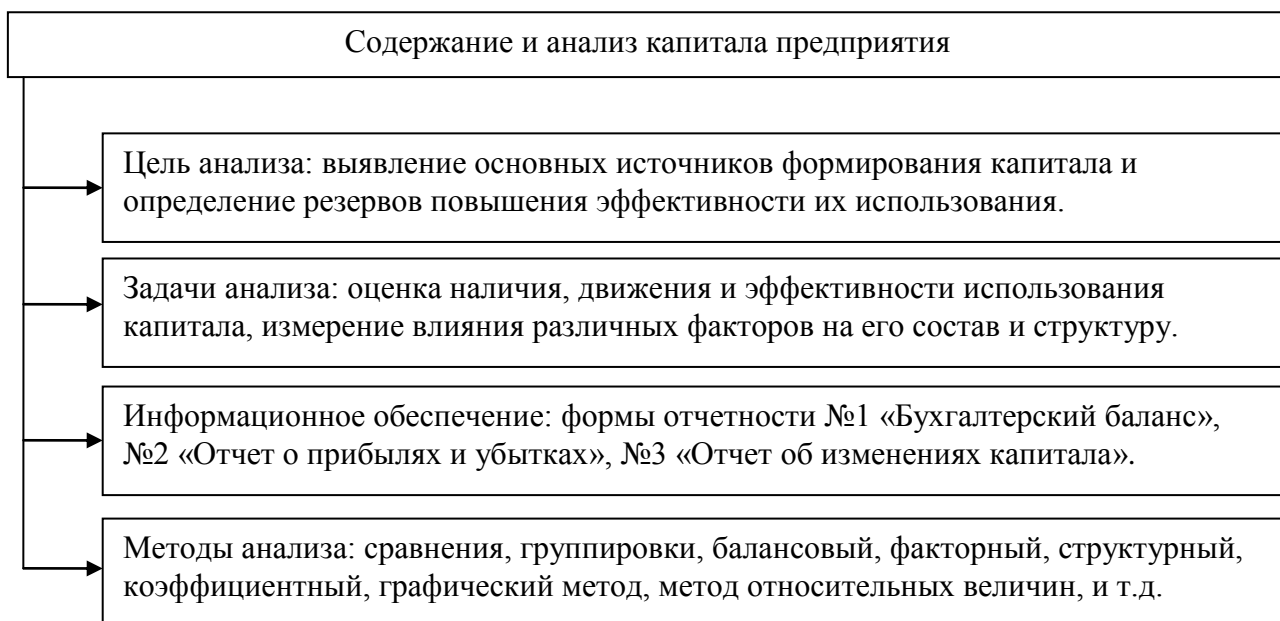 Содержание и анализ капитала предприятия
Цель анализа: выявление основных источников формирования капитала и
определение резервов повышения эффективности их использования.
Задачи анализа: оценка наличия, движения и эффективности использования
капитала, измерение влияния различных факторов на его состав и структуру.
Информационное обеспечение: формы отчетности №1 «Бухгалтерский баланс»,
№2 «Отчет о прибылях и убытках», №3 «Отчет об изменениях капитала».
Методы анализа: сравнения, группировки, балансовый, факторный, структурный,
коэффициентный, графический метод, метод относительных величин, и т.д.